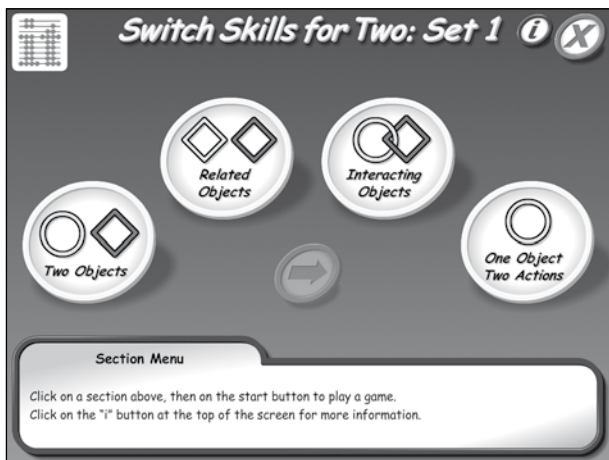 Switch Skills for Two: Set 1 i X
Related
Objects
Interacting
Objects
Two Objects
One Object
Two Actions
Section Menu
Click on a section above, then on the start button to play a game.
Click on the "i" button at the top of the screen for more information.